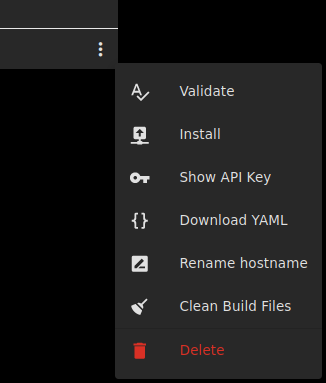 Validate
Install
Show API Key
Download YAML
Rename hostname
Clean Build Files
Delete